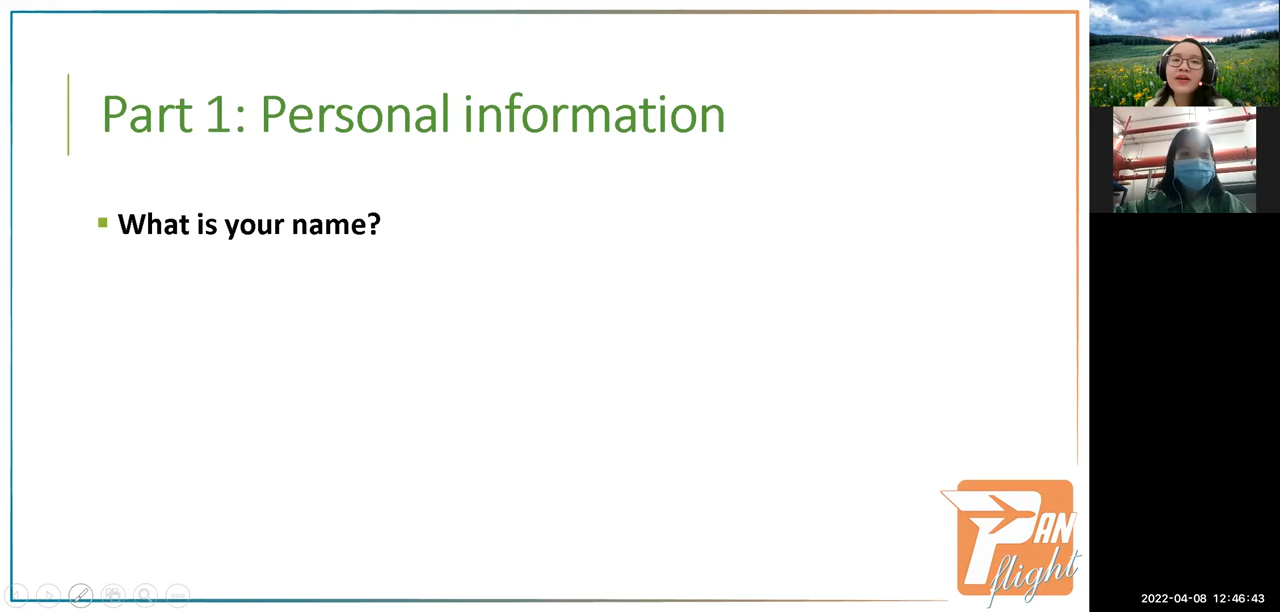 Part 1: Personal information
What is your name?
PAN
flight
2022-04-08 12:46:43